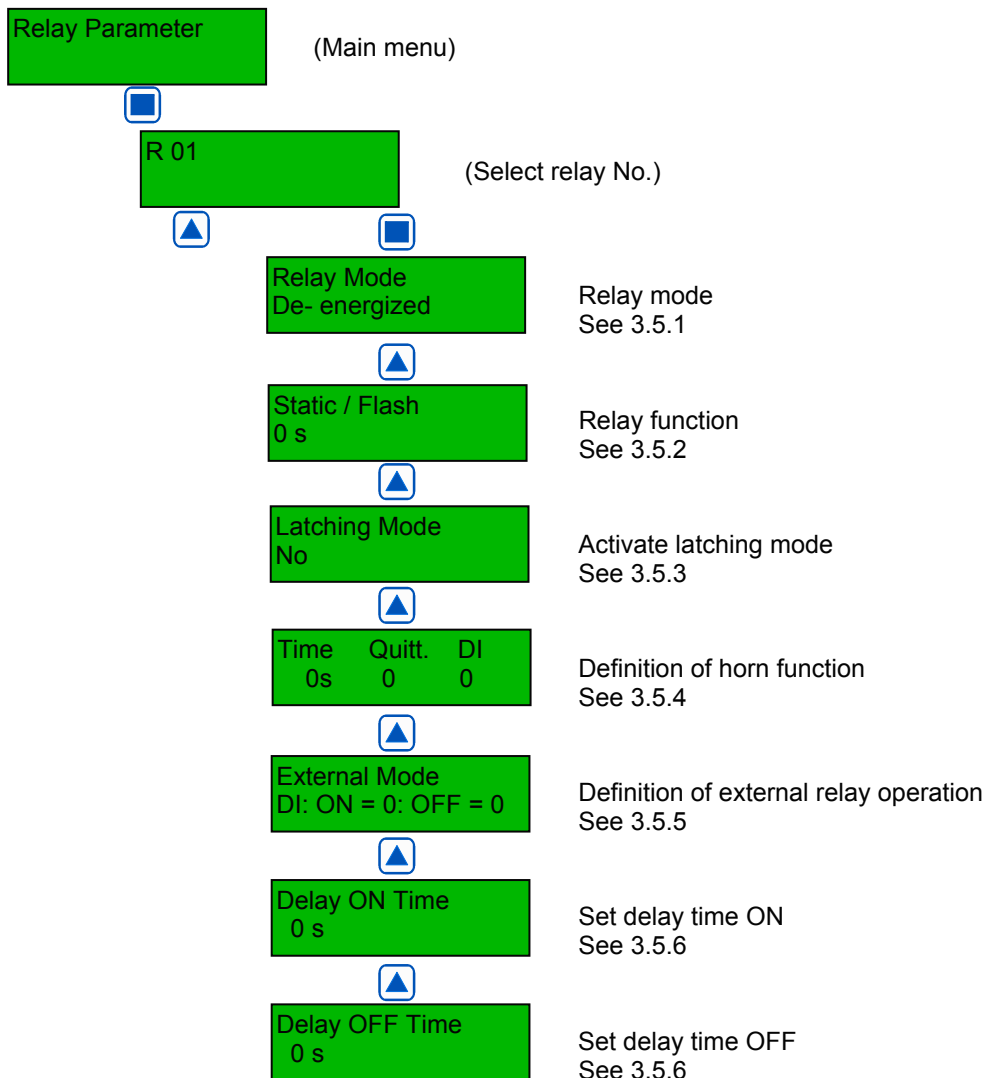 Relay Parameter
(Main menu)
R 01
(Select relay No.)
Relay Mode
De- energized
Relay mode
See 3.5.1
Static / Flash
0 s
Relay function
See 3.5.2
Latching Mode
No
Activate latching mode
See 3.5.3
Time Quitt. DI
0s 0 0
Definition of horn function
See 3.5.4
External Mode
DI: ON = 0: OFF = 0
Definition of external relay operation
See 3.5.5
Delay ON Time
0 s
Set delay time ON
See 3.5.6
Delay OFF Time
0 s
Set delay time OFF
See 3.5.6